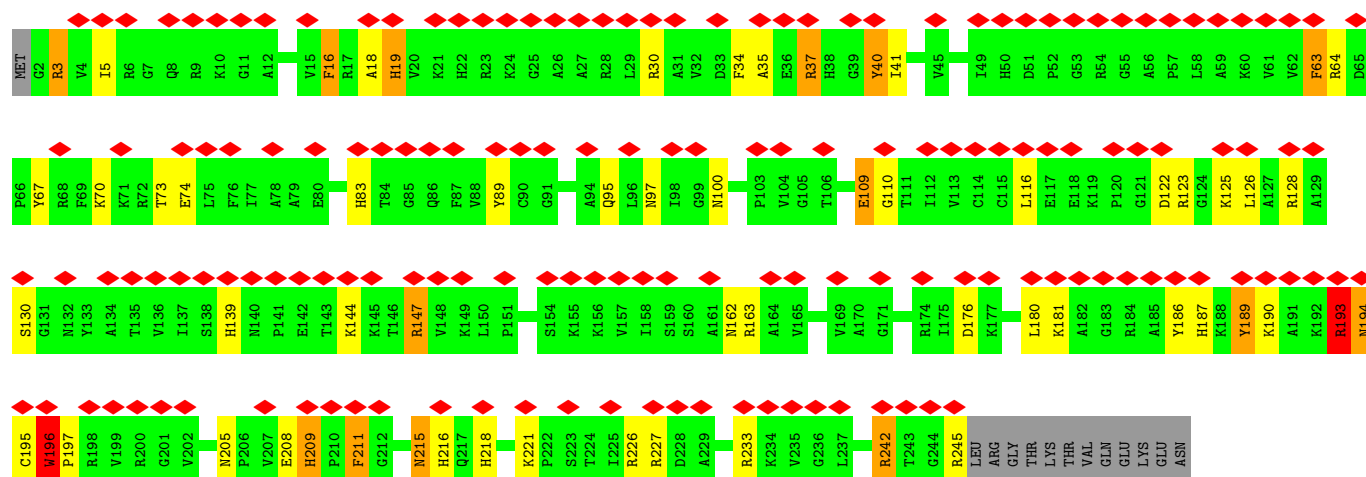 MET G2 R3 V4 I5 R6 G7 Q8 R9 K10 G11 A12 V15 F16 R17 A18 H19 V20 K21 H22 R23 K24 G25 A26 A27 R28 L29 R30 A31 V32 D33 F34 A35 E36 R37 H38 G39 Y40 I41 V45 I49 H50 D51 P52 G53 R54 G55 A56 P57 L58 A59 K60 V61 V62 F63 R64 D65
P66 Y67 R68 F69 K70 K71 R72 T73 E74 L75 F76 I77 A78 A79 E80 H83 T84 G85 Q86 F87 V88 Y89 C90 G91 A94 Q95 L96 N97 I98 G99 N100 P103 V104 G105 T106 E109 G110 T111 I112 V113 C114 C115 L116 E117 E118 K119 P120 G121 D122 R123 G124 K125 L126 A127 R128 A129
S130 G131 N132 Y133 A134 T135 V136 I137 S138 H139 N140 P141 E142 T143 K144 K145 T146 R147 V148 K149 L150 P151 S154 K155 K156 V157 I158 S159 S160 A161 N162 R163 A164 V165 V169 A170 G171 R174 I175 D176 K177 L180 K181 A182 G183 R184 A185 Y186 H187 K188 Y189 K190 A191 K192 R193 N194
C195 W196 P197 R198 V199 R200 G201 V202 N205 P206 V207 E208 H209 P210 F211 G212 N215 H216 Q217 H218 K221 P222 S223 T224 I225 R226 R227 D228 A229 R233 K234 V235 G236 L237 R242 T243 G244 R245 LEU ARG GLY THR LYS THR VAL GLN GLU LYS GLU ASN